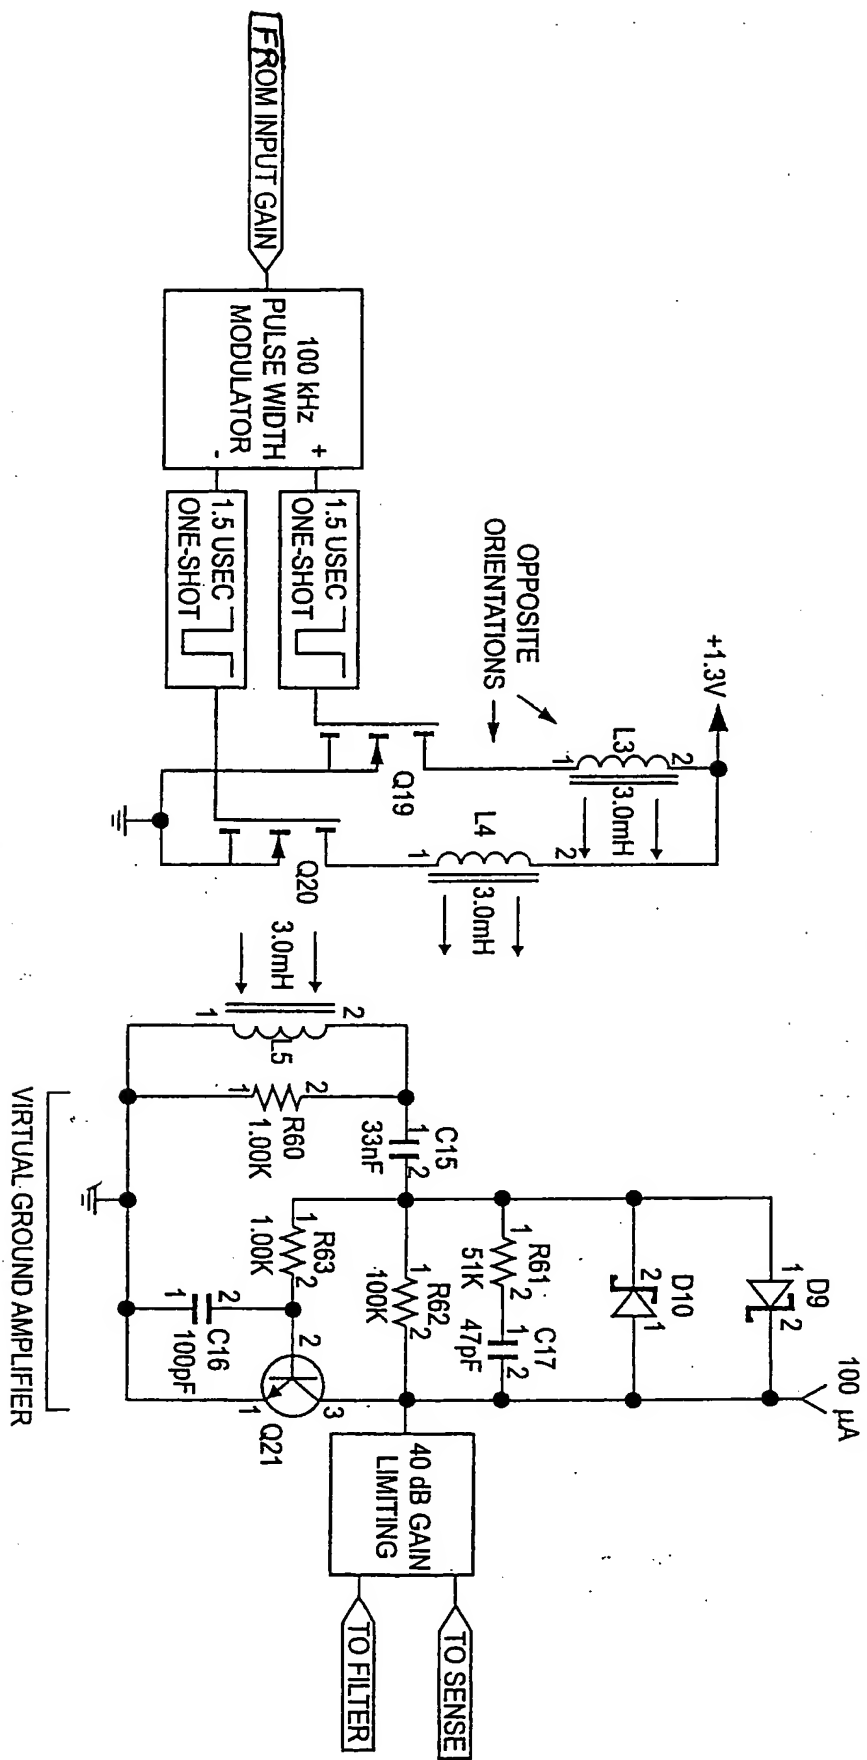 FROM INPUT GAIN
100 kHz
PULSE WIDTH
MODULATOR
+
-
1.5 USEC
ONE-SHOT
1.5 USEC
ONE-SHOT
OPPOSITE
ORIENTATIONS
+1.3V
L3
1
2
3.0mH
Q19
L4
1
2
3.0mH
Q20
3.0mH
1
2
L5
R60
1
2
1.00K
C15
1
2
33nF
R63
1
2
1.00K
R62
1
2
100K
R61
1
2
51K
C17
1
2
47pF
D10
2
1
D9
1
2
100 µA
C16
1
2
100pF
2
1
3
Q21
VIRTUAL GROUND AMPLIFIER
40 dB GAIN
LIMITING
TO SENSE
TO FILTER